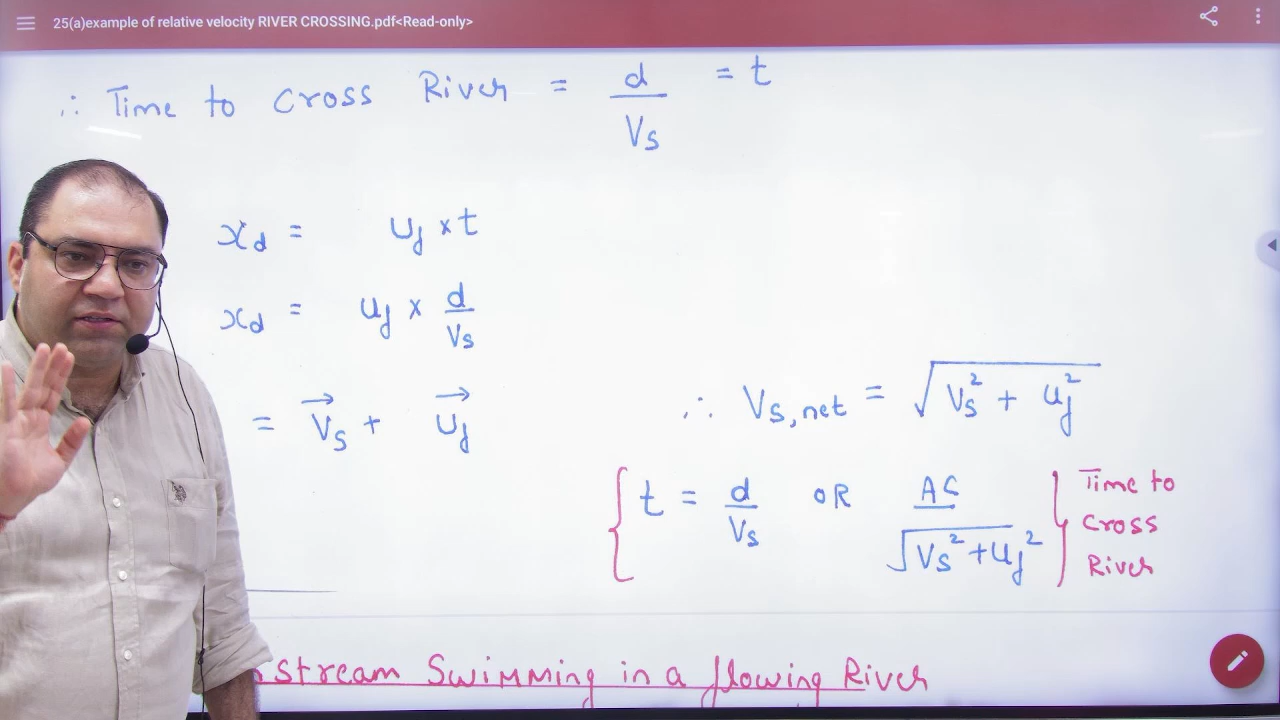 25(a)example of relative velocity RIVER CROSSING.pdf<Read-only>
∴ Time to Cross River = d/Vs = t
xd = uf × t
xd = uf × d/Vs
= V⃗s + u⃗f
∴ Vs,net = √(Vs² + uf²)
{ t = d/Vs OR AC/√(Vs² + uf²) } Time to Cross River
stream Swimming in a flowing River